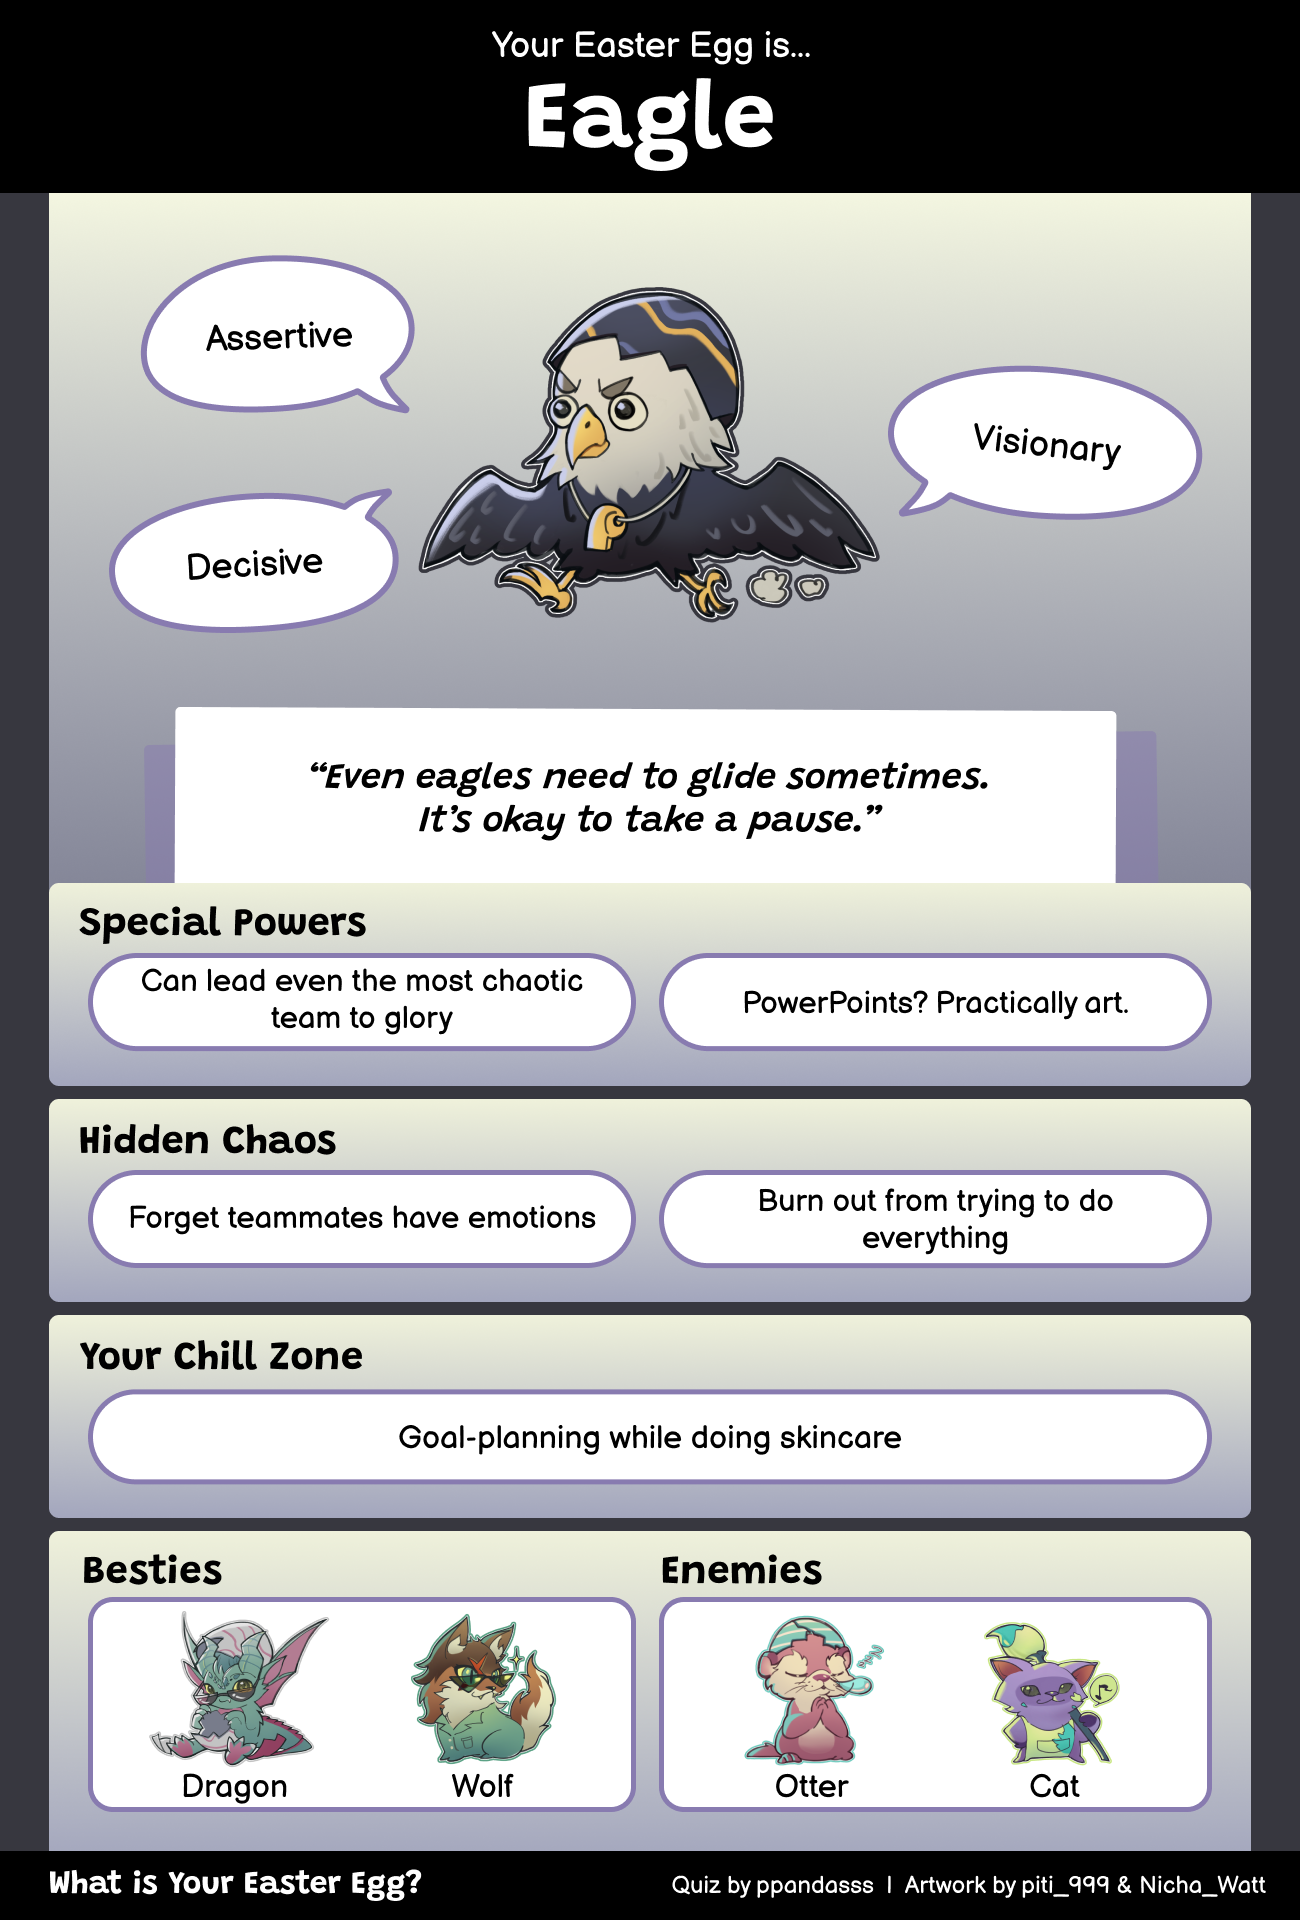 Your Easter Egg is...
Eagle
Assertive
Visionary
Decisive
“Even eagles need to glide sometimes.
It’s okay to take a pause.”
Special Powers
Can lead even the most chaotic
team to glory
PowerPoints? Practically art.
Hidden Chaos
Forget teammates have emotions
Burn out from trying to do
everything
Your Chill Zone
Goal-planning while doing skincare
Besties
Enemies
Dragon
Wolf
Otter
Cat
What is Your Easter Egg?
Quiz by ppandasss | Artwork by piti_999 & Nicha_Watt